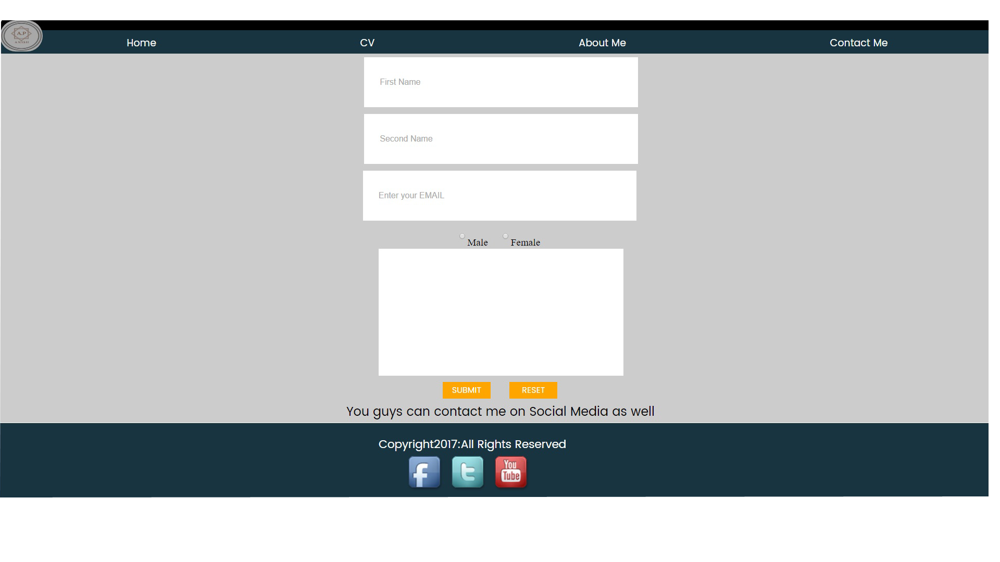 A.P
ANISH
Home CV About Me Contact Me
First Name
Second Name
Enter your EMAIL
Male Female
SUBMIT RESET
You guys can contact me on Social Media as well
Copyright2017:All Rights Reserved
f t You Tube